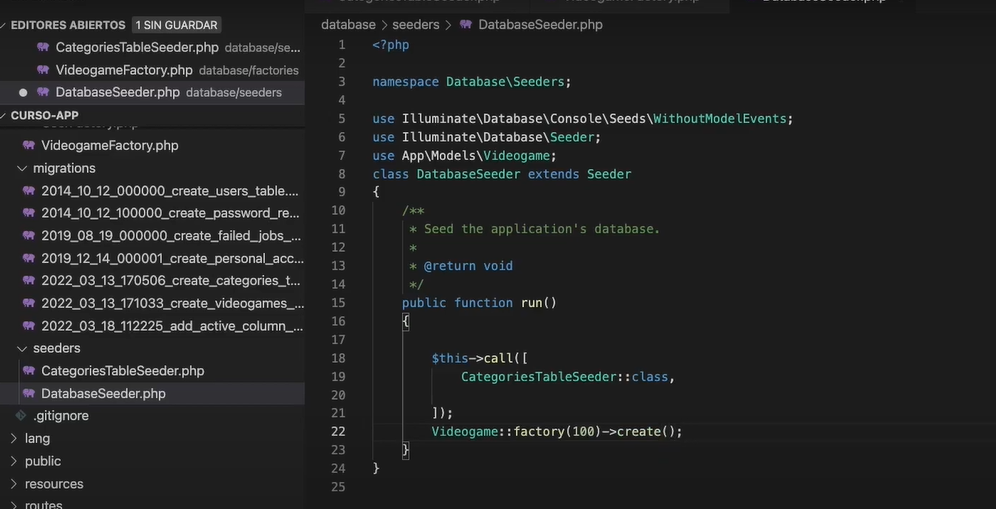 EDITORES ABIERTOS 1 SIN GUARDAR
CategoriesTableSeeder.php database/se...
VideogameFactory.php database/factories
DatabaseSeeder.php database/seeders
CURSO-APP
VideogameFactory.php
migrations
2014_10_12_000000_create_users_table....
2014_10_12_100000_create_password_re...
2019_08_19_000000_create_failed_jobs_...
2019_12_14_000001_create_personal_acc...
2022_03_13_170506_create_categories_t...
2022_03_13_171033_create_videogames_...
2022_03_18_112225_add_active_column_...
seeders
CategoriesTableSeeder.php
DatabaseSeeder.php
.gitignore
lang
public
resources
routes
database > seeders > DatabaseSeeder.php
1 <?php
2
3 namespace Database\Seeders;
4
5 use Illuminate\Database\Console\Seeds\WithoutModelEvents;
6 use Illuminate\Database\Seeder;
7 use App\Models\Videogame;
8 class DatabaseSeeder extends Seeder
9 {
10 /**
11 * Seed the application's database.
12 *
13 * @return void
14 */
15 public function run()
16 {
17
18 $this->call([
19 CategoriesTableSeeder::class,
20
21 ]);
22 Videogame::factory(100)->create();
23 }
24 }
25